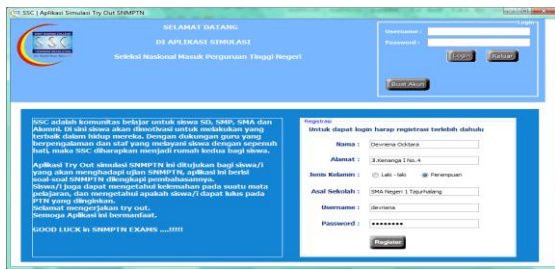 SSC | Aplikasi Simulasi Try Out SNMPTN
SELAMAT DATANG
DI APLIKASI SIMULASI
Seleksi Nasional Masuk Perguruan Tinggi Negeri
SSC
Login
Username :
Password :
Login
Keluar
Buat Akun
SSC adalah komunitas belajar untuk siswa SD, SMP, SMA dan
Alumni. Di sini siswa akan dimotivasi untuk melakukan yang
terbaik dalam hidup mereka. Dengan dukungan guru yang
berpengalaman dan staf yang melayani siswa dengan sepenuh
hati, maka SSC diharapkan menjadi rumah kedua bagi siswa.
Aplikasi Try Out simulasi SNMPTN ini ditujukan bagi siswa/i
yang akan menghadapi ujian SNMPTN, aplikasi ini berisi
soal-soal SNMPTN dilengkapi pembahasannya.
Siswa/i juga dapat mengetahui kelemahan pada suatu mata
pelajaran, dan mengetahui apakah siswa/i dapat lulus pada
PTN yang diinginkan.
Selamat mengerjakan try out.
Semoga Aplikasi ini bermanfaat.
GOOD LUCK in SNMPTN EXAMS ....!!!!!
Registrasi
Untuk dapat login harap registrasi terlebih dahulu
Nama : Devriena Ocktara
Alamat : Jl.Kenanga I No.4
Jenis Kelamin : Laki - laki Perempuan
Asal Sekolah : SMA Negeri 1 Tajurhalang
Username : devriena
Password : ••••••••
Register